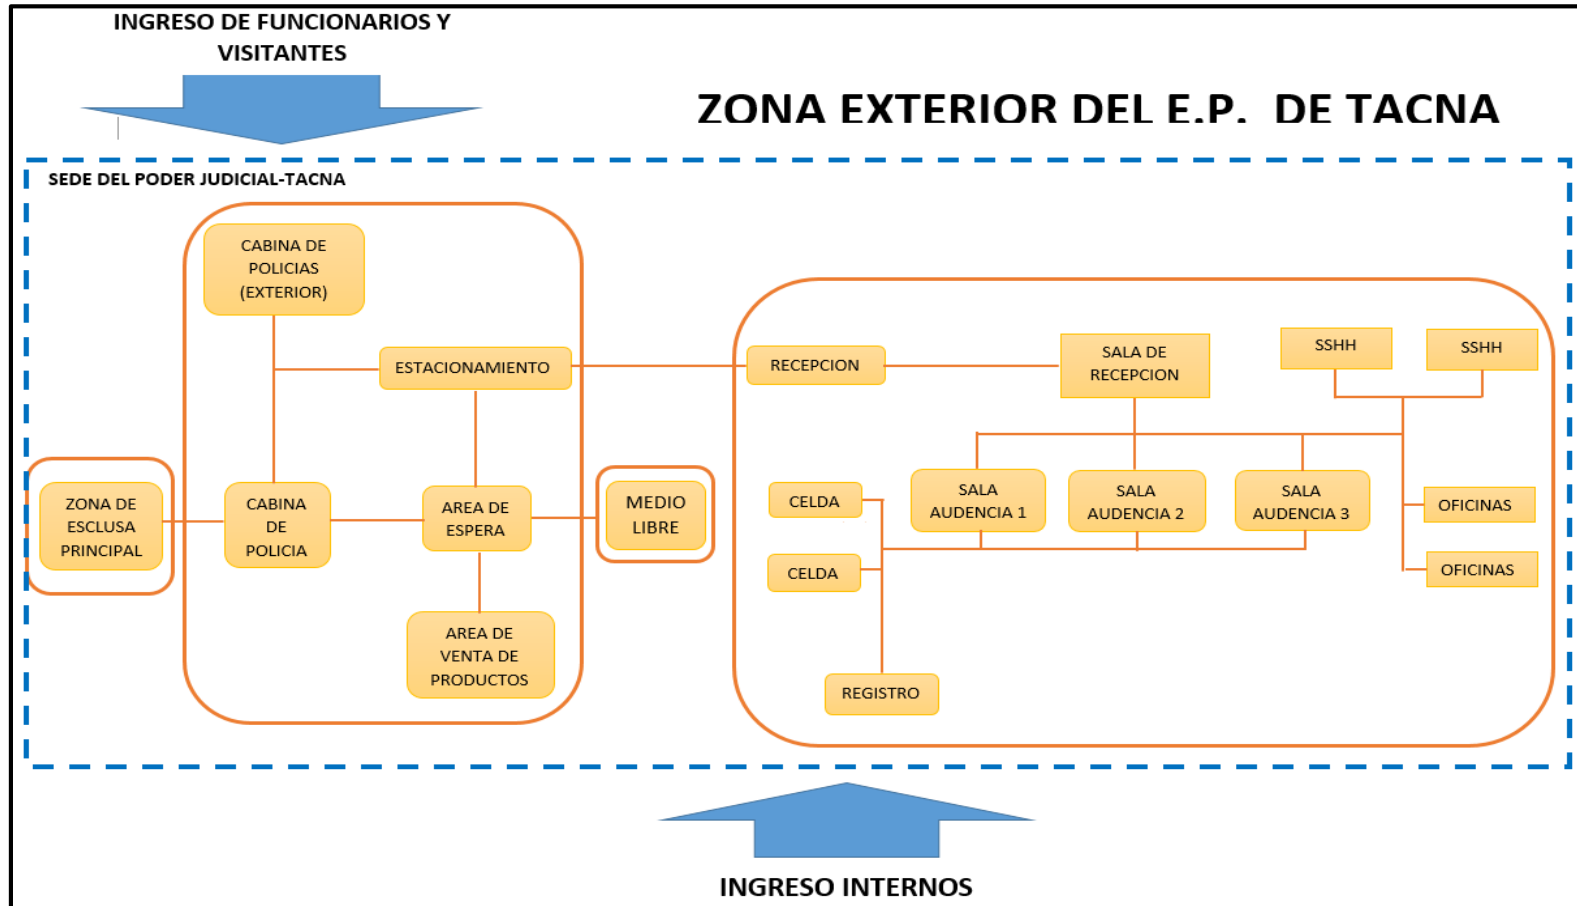 INGRESO DE FUNCIONARIOS Y
VISITANTES
ZONA EXTERIOR DEL E.P. DE TACNA
SEDE DEL PODER JUDICIAL-TACNA
CABINA DE
POLICIAS
(EXTERIOR)
ESTACIONAMIENTO
ZONA DE
ESCLUSA
PRINCIPAL
CABINA
DE
POLICIA
AREA DE
ESPERA
AREA DE
VENTA DE
PRODUCTOS
MEDIO
LIBRE
RECEPCION
SALA DE
RECEPCION
SSHH
SSHH
CELDA
CELDA
SALA
AUDENCIA 1
SALA
AUDENCIA 2
SALA
AUDENCIA 3
OFICINAS
OFICINAS
REGISTRO
INGRESO INTERNOS